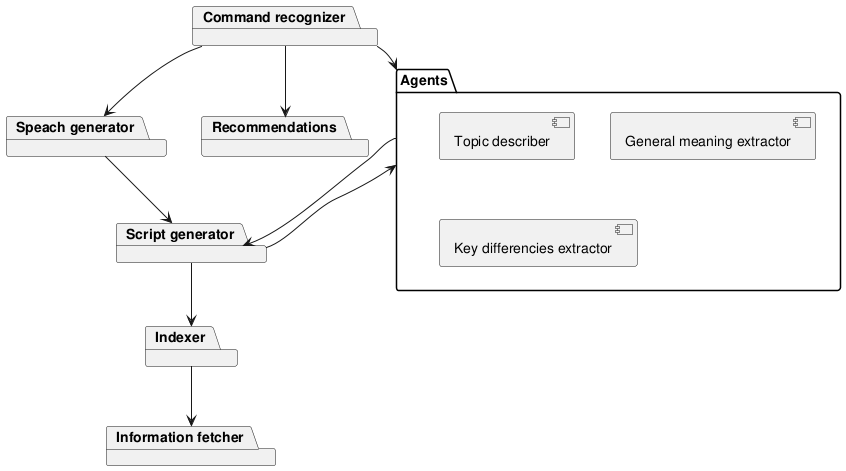 Command recognizer
Agents
Speach generator
Recommendations
Topic describer
General meaning extractor
Script generator
Key differencies extractor
Indexer
Information fetcher